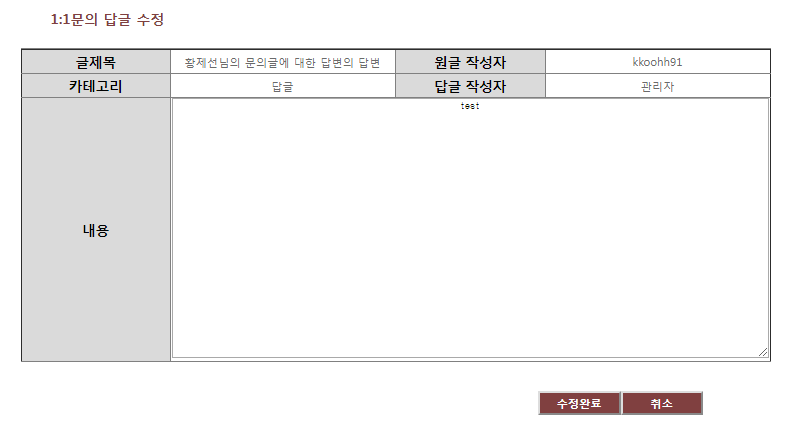 1:1문의 답글 수정
글제목 황제선님의 문의글에 대한 답변의 답변 원글 작성자 kkoohh91
카테고리 답글 답글 작성자 관리자
내용 test
수정완료 취소